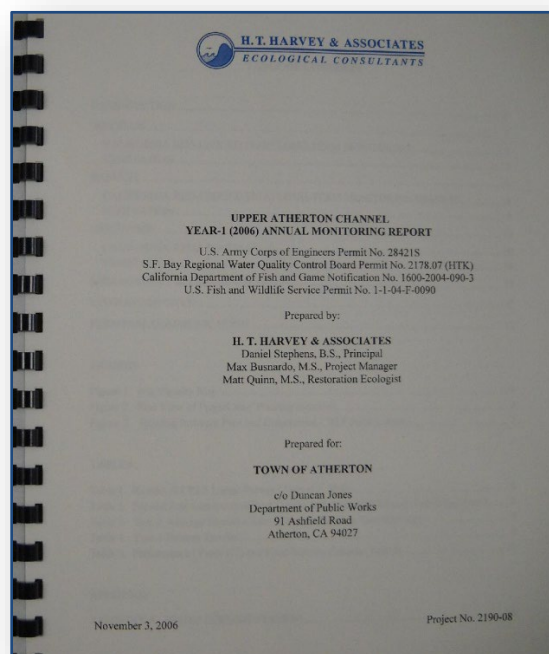 H. T. HARVEY & ASSOCIATES
ECOLOGICAL CONSULTANTS
UPPER ATHERTON CHANNEL
YEAR-1 (2006) ANNUAL MONITORING REPORT
U.S. Army Corps of Engineers Permit No. 28421S
S.F. Bay Regional Water Quality Control Board Permit No. 2178.07 (HTK)
California Department of Fish and Game Notification No. 1600-2004-090-3
U.S. Fish and Wildlife Service Permit No. 1-1-04-F-0090
Prepared by:
H. T. HARVEY & ASSOCIATES
Daniel Stephens, B.S., Principal
Max Busnardo, M.S., Project Manager
Matt Quinn, M.S., Restoration Ecologist
Prepared for:
TOWN OF ATHERTON
c/o Duncan Jones
Department of Public Works
91 Ashfield Road
Atherton, CA 94027
November 3, 2006
Project No. 2190-08